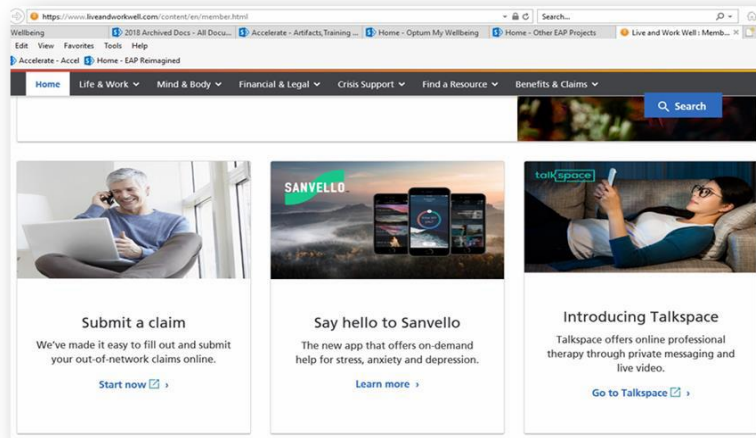 https://www.liveandworkwell.com/content/en/member.html
Search...
Wellbeing
2018 Archived Docs - All Docu...
Accelerate - Artifacts,Training ...
Home - Optum My Wellbeing
Home - Other EAP Projects
Live and Work Well : Memb...
Edit View Favorites Tools Help
Accelerate - Accel
Home - EAP Reimagined
Home
Life & Work
Mind & Body
Financial & Legal
Crisis Support
Find a Resource
Benefits & Claims
Search
SANVELLO
talkspace
Submit a claim
We've made it easy to fill out and submit
your out-of-network claims online.
Start now
Say hello to Sanvello
The new app that offers on-demand
help for stress, anxiety and depression.
Learn more
Introducing Talkspace
Talkspace offers online professional
therapy through private messaging and
live video.
Go to Talkspace